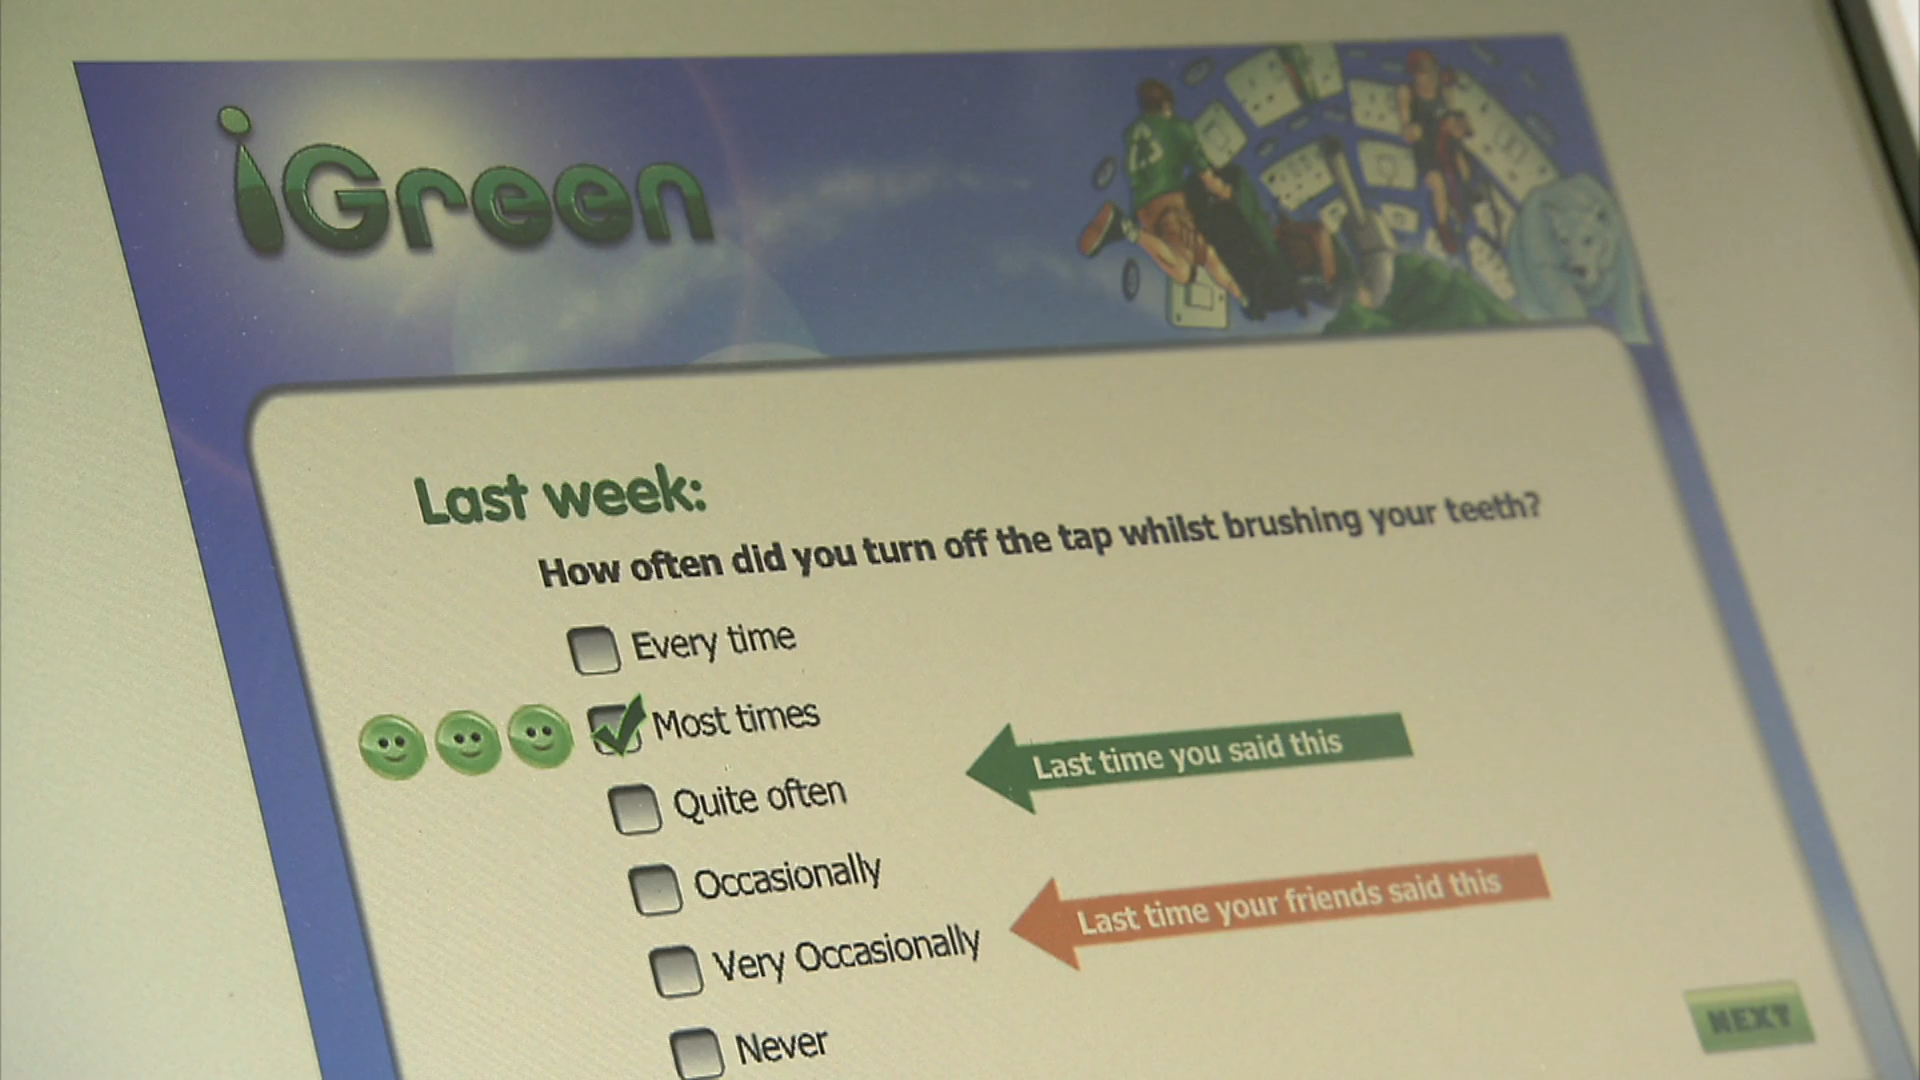 iGreen
Last week:
How often did you turn off the tap whilst brushing your teeth?
Every time
Most times
Last time you said this
Quite often
Occasionally
Last time your friends said this
Very Occasionally
Never
NEXT